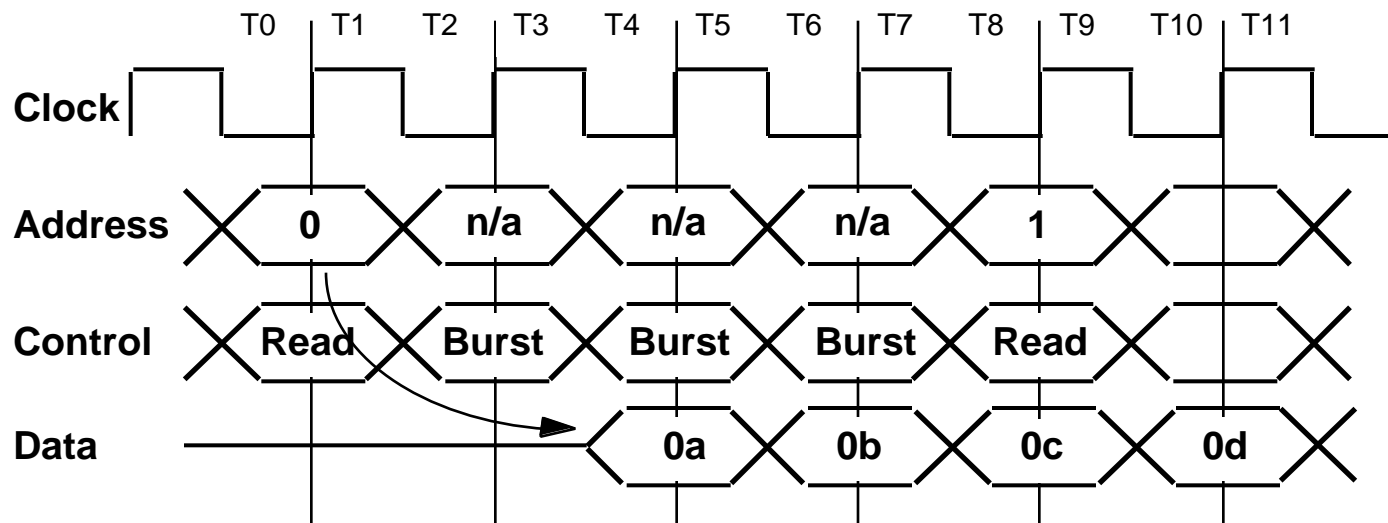 T0 T1 T2 T3 T4 T5 T6 T7 T8 T9 T10 T11
Clock
Address 0 n/a n/a n/a 1
Control Read Burst Burst Burst Read
Data 0a 0b 0c 0d